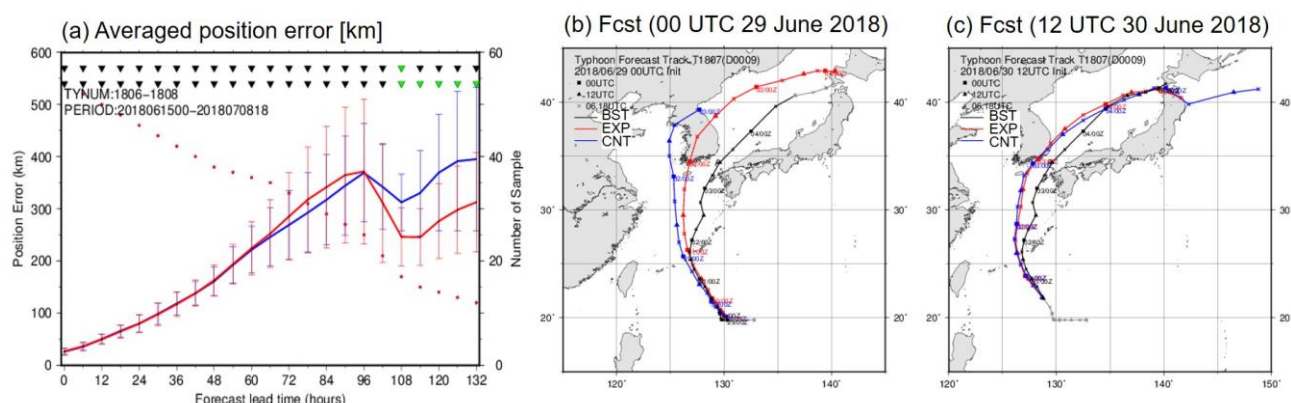 (a) Averaged position error [km]
600
500
400
300
200
100
0
Position Error (km)
TYNUM:1806-1808
PERIOD:2018061500-2018070818
60
40
20
0
Number of Sample
0 12 24 36 48 60 72 84 96 108 120 132
Forecast lead time (hours)
(b) Fcst (00 UTC 29 June 2018)
Typhoon Forecast Track T1807(D0009)
2018/06/29 00UTC Init
00UTC
12UTC
06,18UTC
BST
EXP
CNT
40˚
30˚
20˚
40˚
30˚
20˚
120˚ 130˚ 140˚
(c) Fcst (12 UTC 30 June 2018)
Typhoon Forecast Track T1807(D0009)
2018/06/30 12UTC Init
00UTC
12UTC
06,18UTC
BST
EXP
CNT
40˚
30˚
20˚
120˚ 130˚ 140˚ 150˚